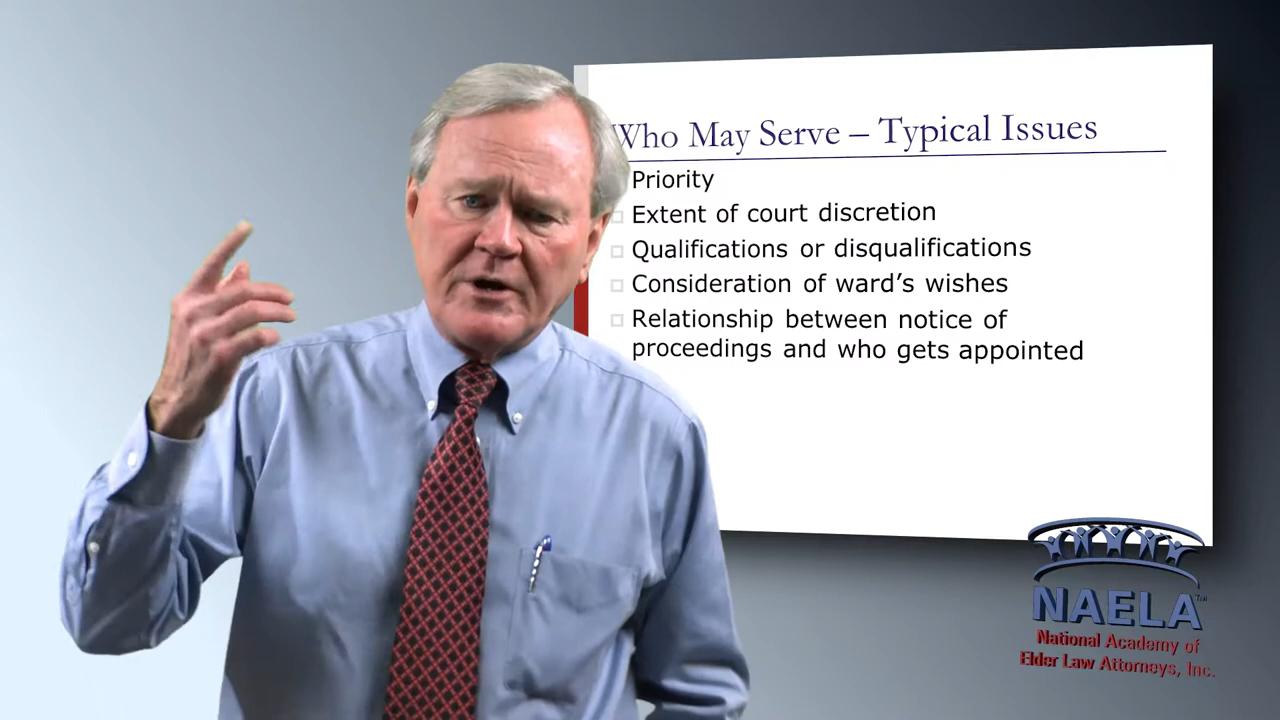 Who May Serve – Typical Issues
Priority
Extent of court discretion
Qualifications or disqualifications
Consideration of ward's wishes
Relationship between notice of
proceedings and who gets appointed
NAELA™
National Academy of
Elder Law Attorneys, Inc.